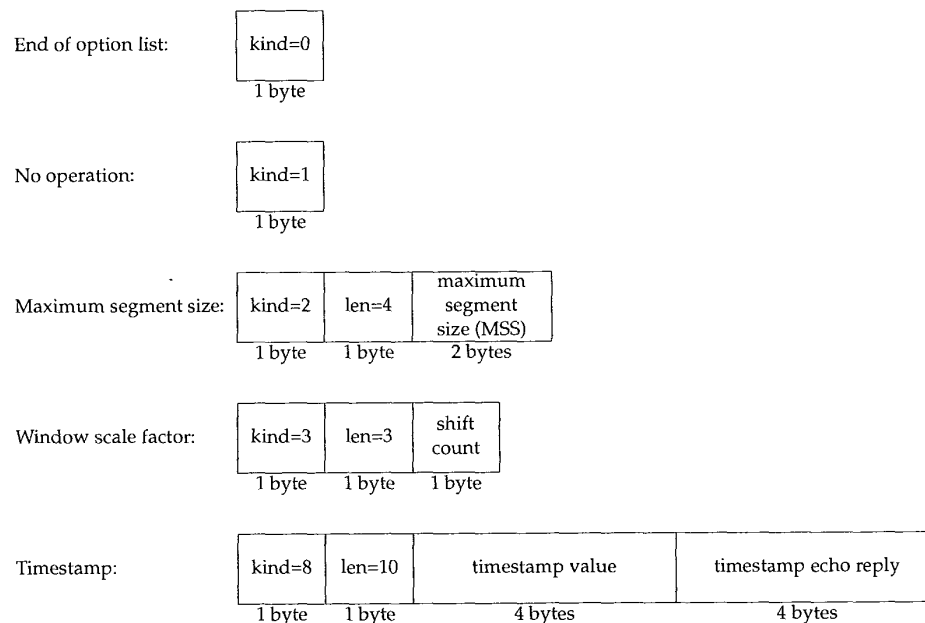 End of option list:
kind=0
1 byte
No operation:
kind=1
1 byte
Maximum segment size:
kind=2
len=4
maximum
segment
size (MSS)
1 byte
1 byte
2 bytes
Window scale factor:
kind=3
len=3
shift
count
1 byte
1 byte
1 byte
Timestamp:
kind=8
len=10
timestamp value
timestamp echo reply
1 byte
1 byte
4 bytes
4 bytes